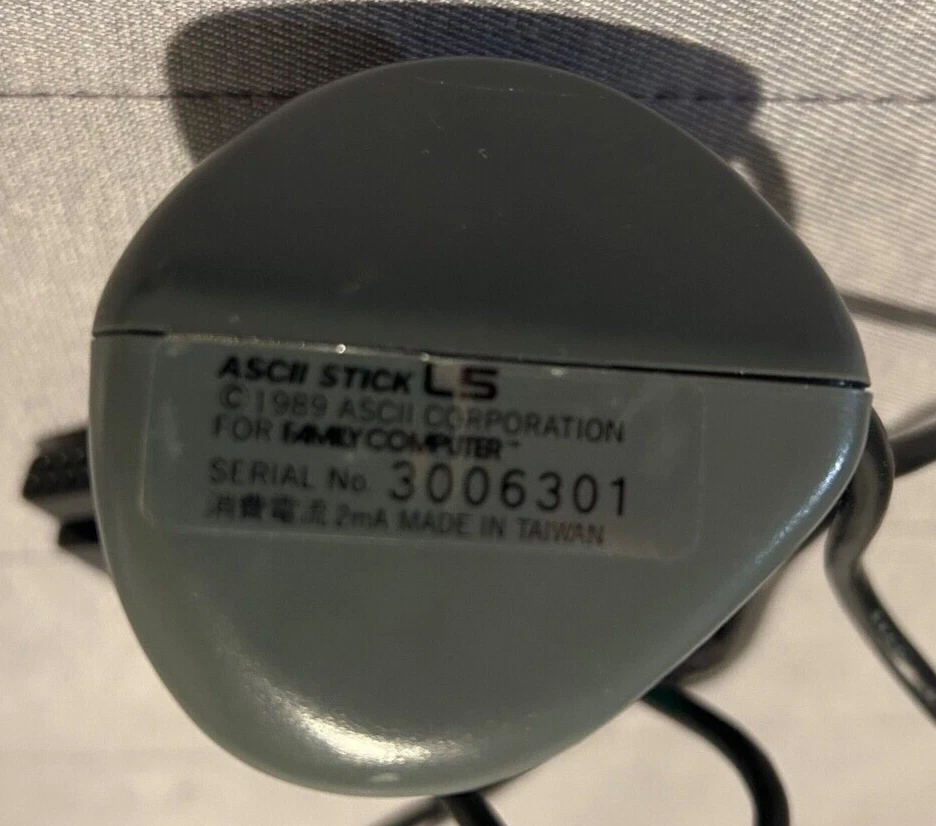 ASCII STICK L5
©1989 ASCII CORPORATION
FOR FAMILY COMPUTER™
SERIAL No. 3006301
消費電流 2mA MADE IN TAIWAN